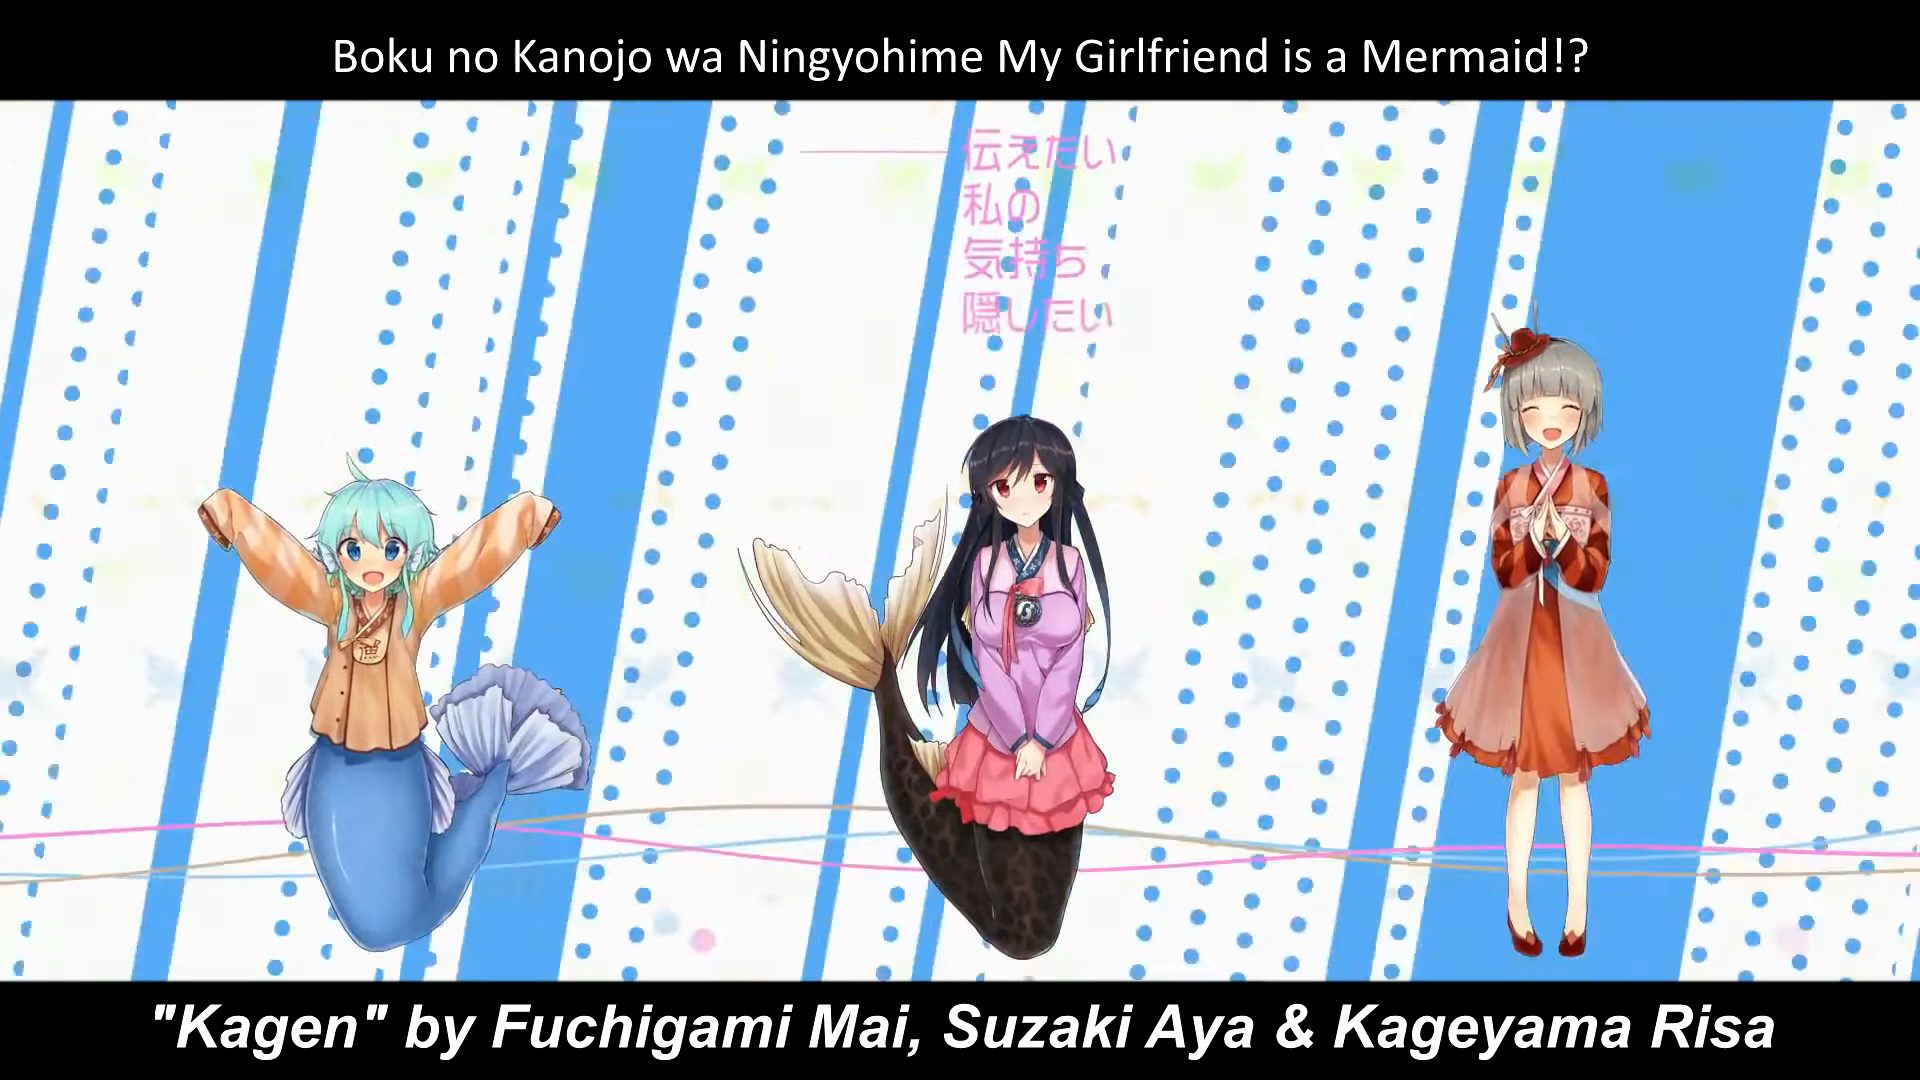 Boku no Kanojo wa Ningyohime My Girlfriend is a Mermaid!?
伝えたい
私の
気持ち
隠したい
"Kagen" by Fuchigami Mai, Suzaki Aya & Kageyama Risa